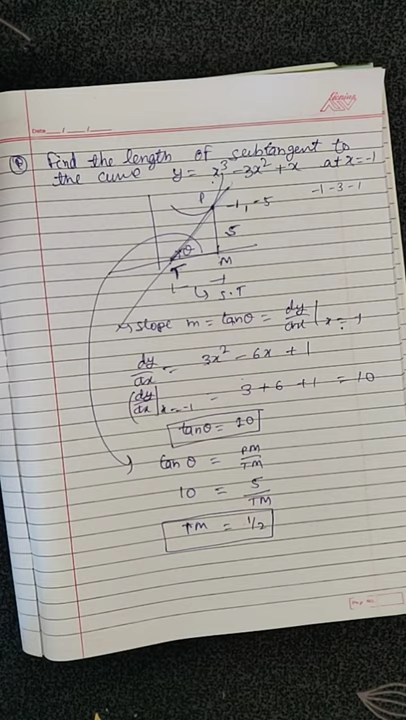 Date ___/___/___
Find the length of subtangent to
the curve y = x³ - 3x² + x at x = -1
-1 -3 -1
P
-1, -5
5
θ
T M
S.T
slope m = tanθ = dy/dx | x = -1
dy/dx = 3x² - 6x + 1
dy/dx | x = -1 = 3 + 6 + 1 = 10
tanθ = 20
tan θ = PM/TM
10 = 5/TM
TM = 1/2